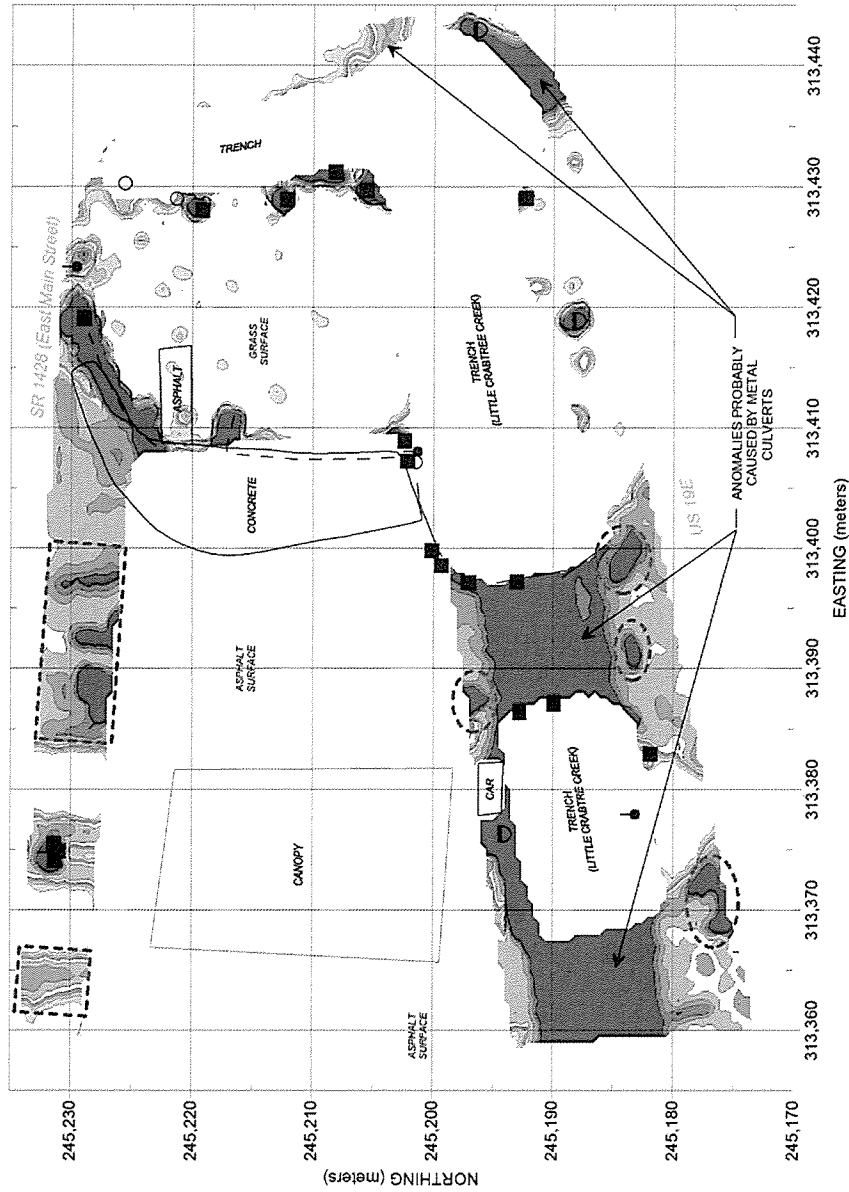 SR 1428 (East Main Street)
TRENCH
ASPHALT
GRASS
SURFACE
CONCRETE
ASPHALT
SURFACE
CANOPY
ASPHALT
SURFACE
CAR
TRENCH
(LITTLE CRABTREE CREEK)
TRENCH
(LITTLE CRABTRE CREEK)
US 19E
ANOMALIES PROBABLY
CAUSED BY METAL
CULVERTS
NORTHING (meters)
245,230
245,220
245,210
245,200
245,190
245,180
245,170
313,360
313,370
313,380
313,390
313,400
313,410
313,420
313,430
313,440
EASTING (meters)